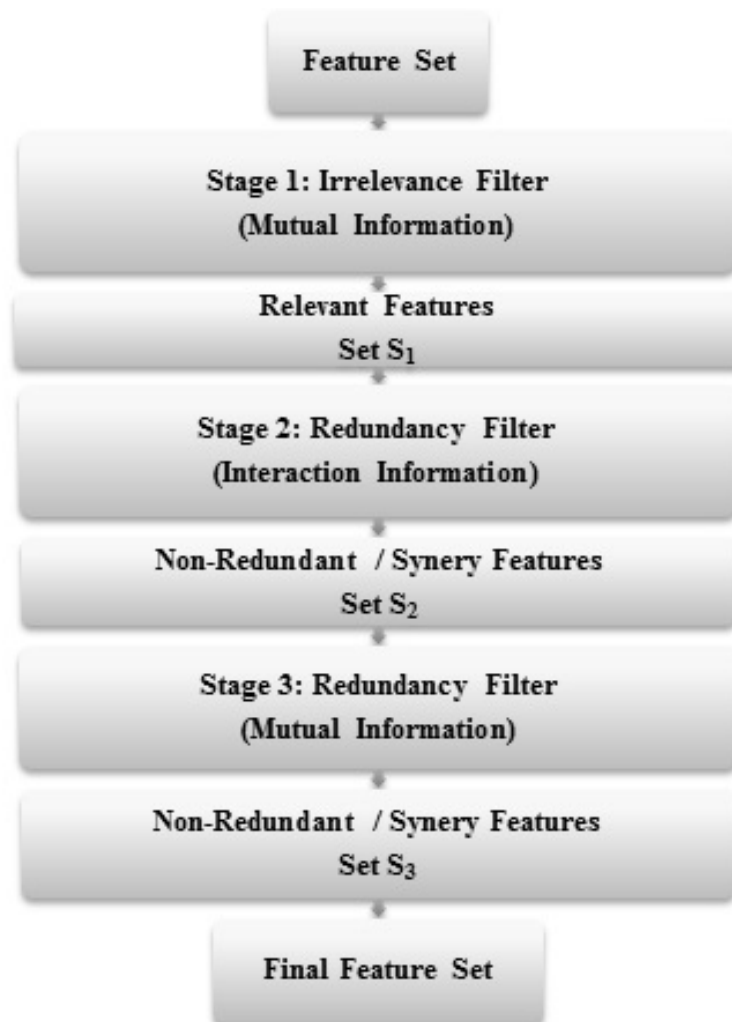 Feature Set
Stage 1: Irrelevance Filter
(Mutual Information)
Relevant Features
Set S₁
Stage 2: Redundancy Filter
(Interaction Information)
Non-Redundant / Synery Features
Set S₂
Stage 3: Redundancy Filter
(Mutual Information)
Non-Redundant / Synery Features
Set S₃
Final Feature Set